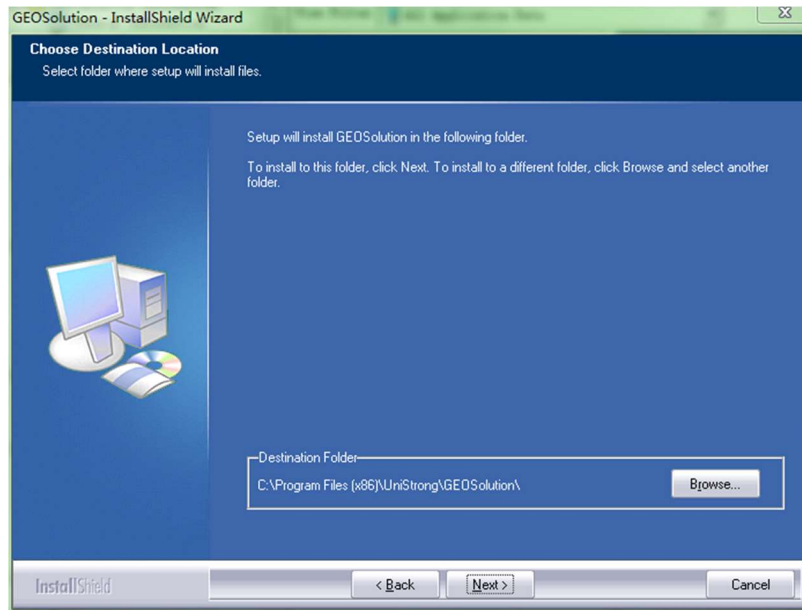 GEOSolution - InstallShield Wizard
Choose Destination Location
Select folder where setup will install files.
Setup will install GEOSolution in the following folder.
To install to this folder, click Next. To install to a different folder, click Browse and select another
folder.
Destination Folder
C:\Program Files (x86)\UniStrong\GEOSolution\
Browse...
InstallShield
< Back
Next >
Cancel